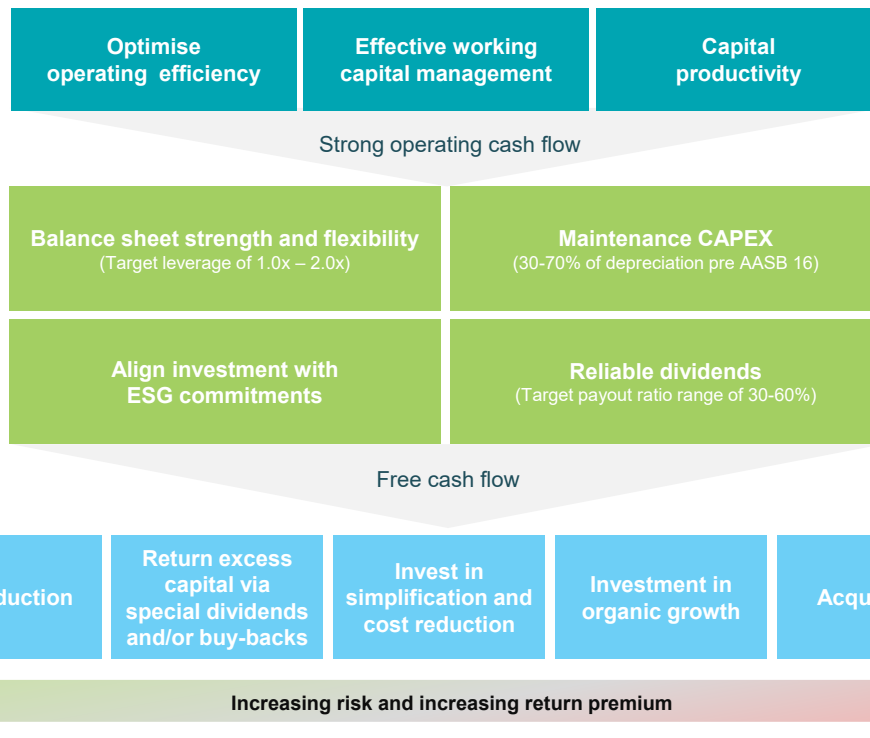 Optimise
operating efficiency
Effective working
capital management
Capital
productivity
Strong operating cash flow
Balance sheet strength and flexibility
(Target leverage of 1.0x – 2.0x)
Maintenance CAPEX
(30-70% of depreciation pre AASB 16)
Align investment with
ESG commitments
Reliable dividends
(Target payout ratio range of 30-60%)
Free cash flow
Return excess
capital via
special dividends
and/or buy-backs
Invest in
simplification and
cost reduction
Investment in
organic growth
Increasing risk and increasing return premium